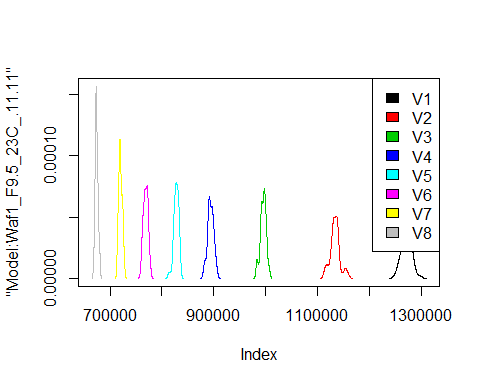 "Model:Waf1_F9.5_23C_.11.11"
0.00010
0.00000
V1
V2
V3
V4
V5
V6
V7
V8
700000 900000 1100000 1300000
Index